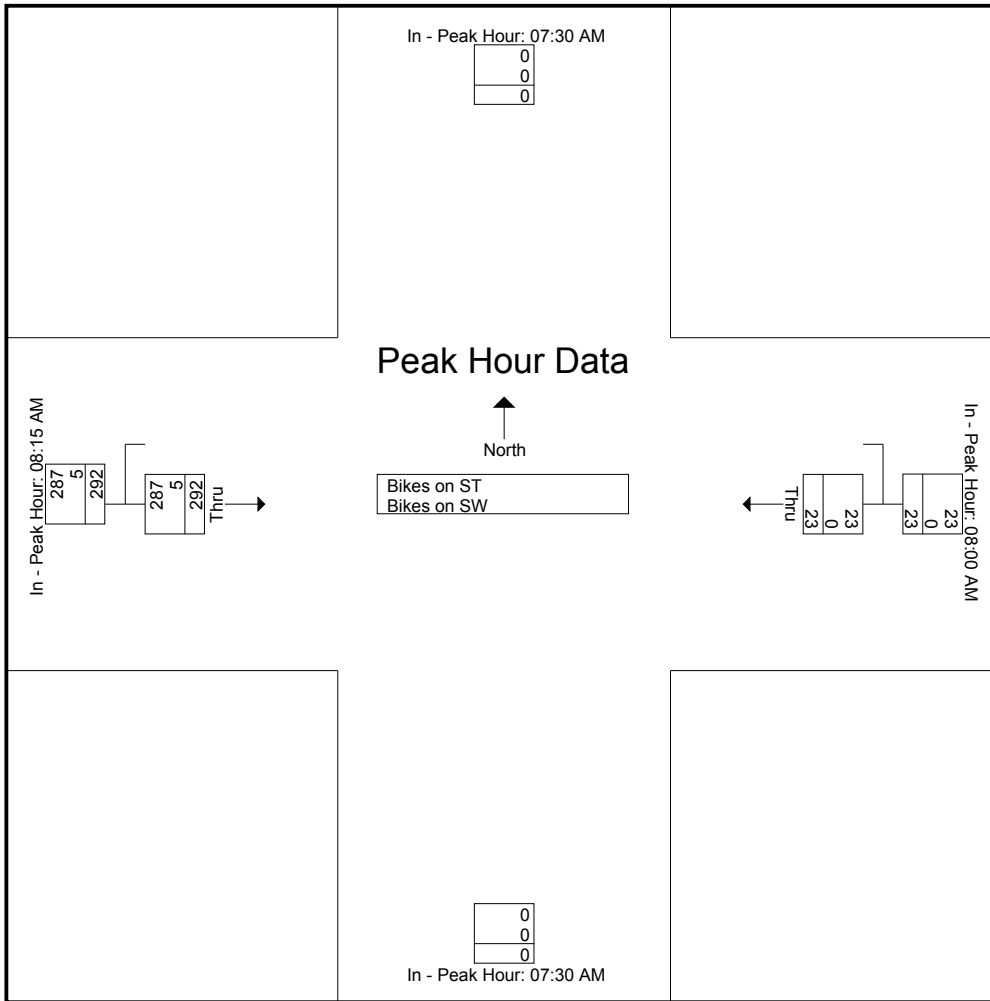 In - Peak Hour: 07:30 AM
0
0
0
Peak Hour Data
North
Bikes on ST
Bikes on SW
In - Peak Hour: 08:15 AM
287
5
292
287
5
292
Thru
Thru
23
0
23
23
0
23
In - Peak Hour: 08:00 AM
0
0
0
In - Peak Hour: 07:30 AM